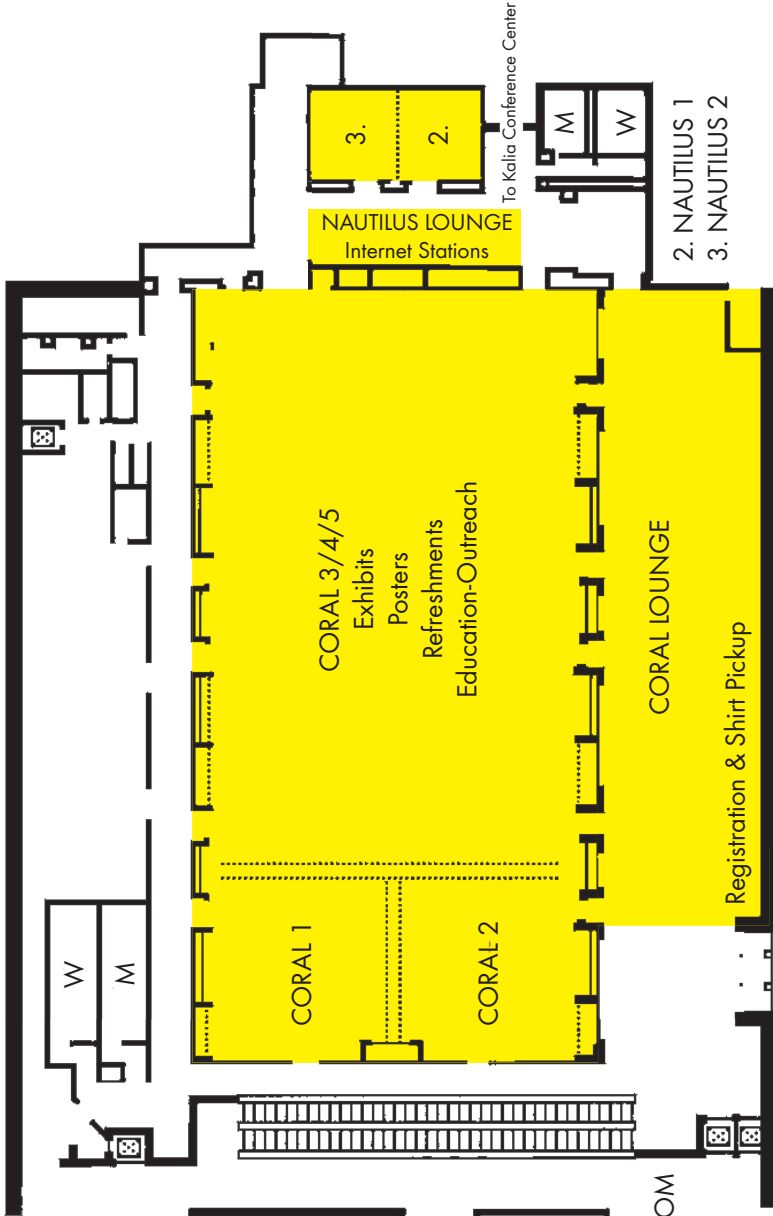 To Kalia Conference Center
3.
2.
M
W
2. NAUTILUS 1
3. NAUTILUS 2
NAUTILUS LOUNGE
Internet Stations
CORAL 3/4/5
Exhibits
Posters
Refreshments
Education-Outreach
CORAL LOUNGE
Registration & Shirt Pickup
W
M
CORAL 1
CORAL 2
OM